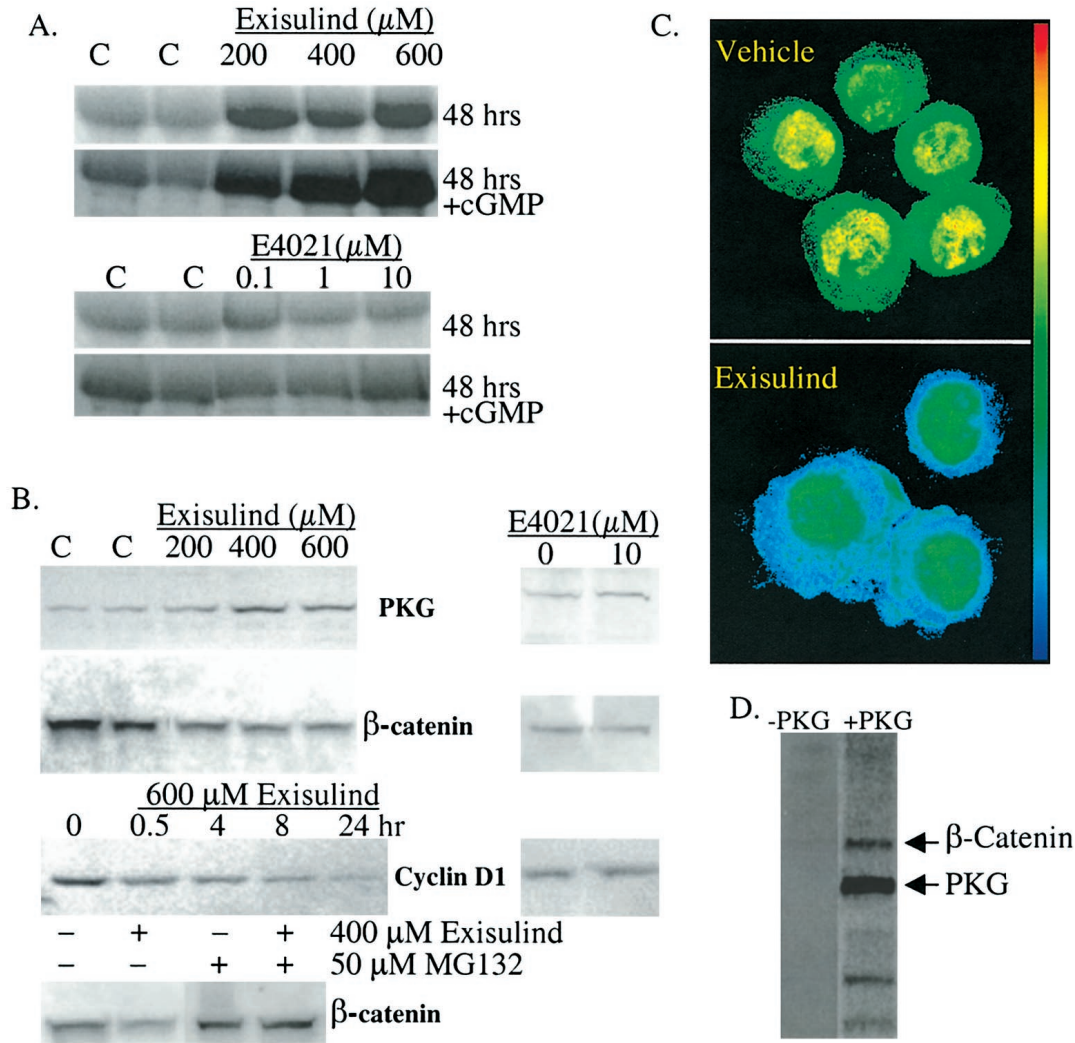 A.
Exisulind (μM)
C C 200 400 600
48 hrs
48 hrs
+cGMP
E4021(μM)
C C 0.1 1 10
48 hrs
48 hrs
+cGMP
B.
Exisulind (μM)
C C 200 400 600
PKG
β-catenin
E4021(μM)
0 10
600 μM Exisulind
0 0.5 4 8 24 hr
Cyclin D1
– + – + 400 μM Exisulind
– – + + 50 μM MG132
β-catenin
C.
Vehicle
Exisulind
D.
-PKG +PKG
β-Catenin
PKG